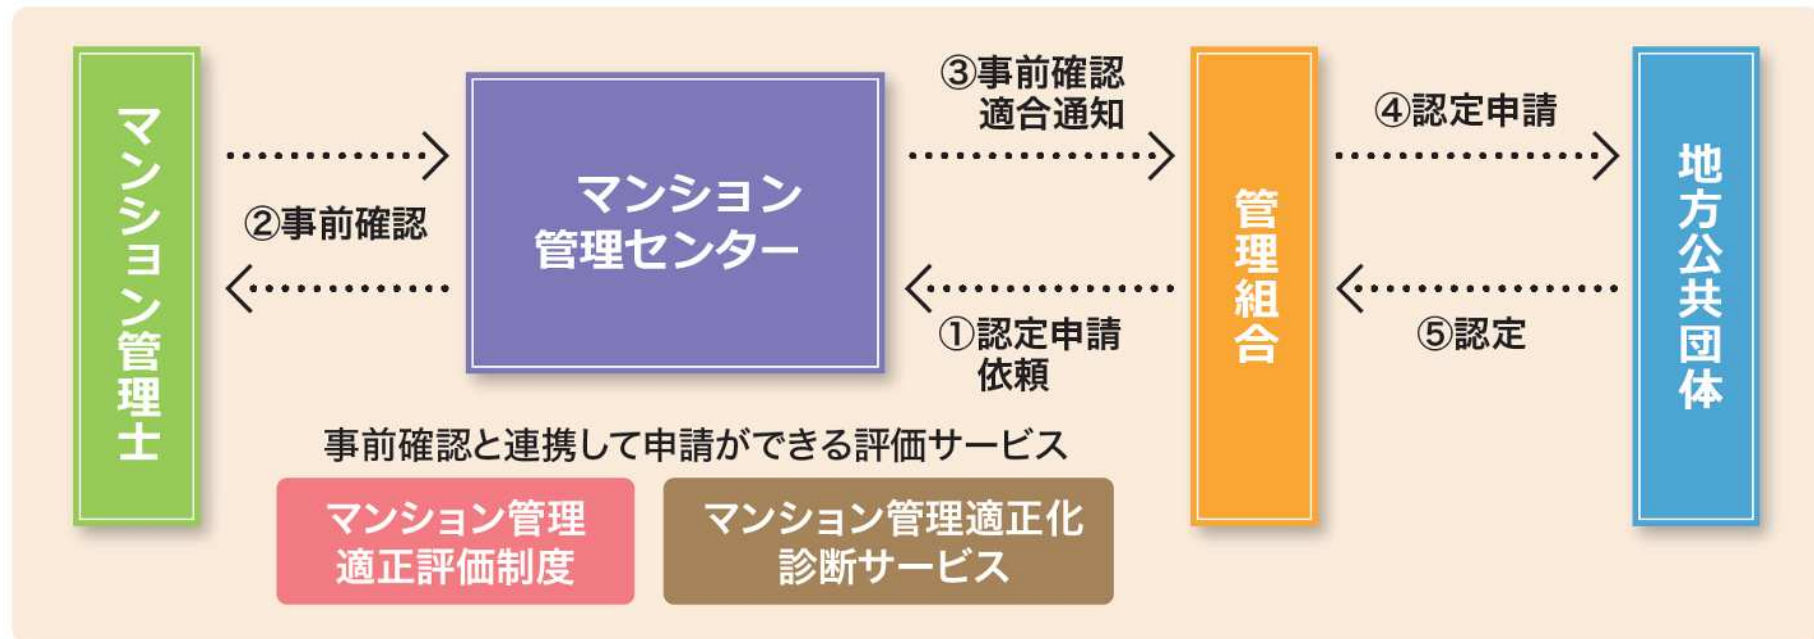 マンション管理士
②事前確認
マンション
管理センター
③事前確認
適合通知
①認定申請
依頼
管理組合
④認定申請
⑤認定
地方公共団体
事前確認と連携して申請ができる評価サービス
マンション管理
適正評価制度
マンション管理適正化
診断サービス